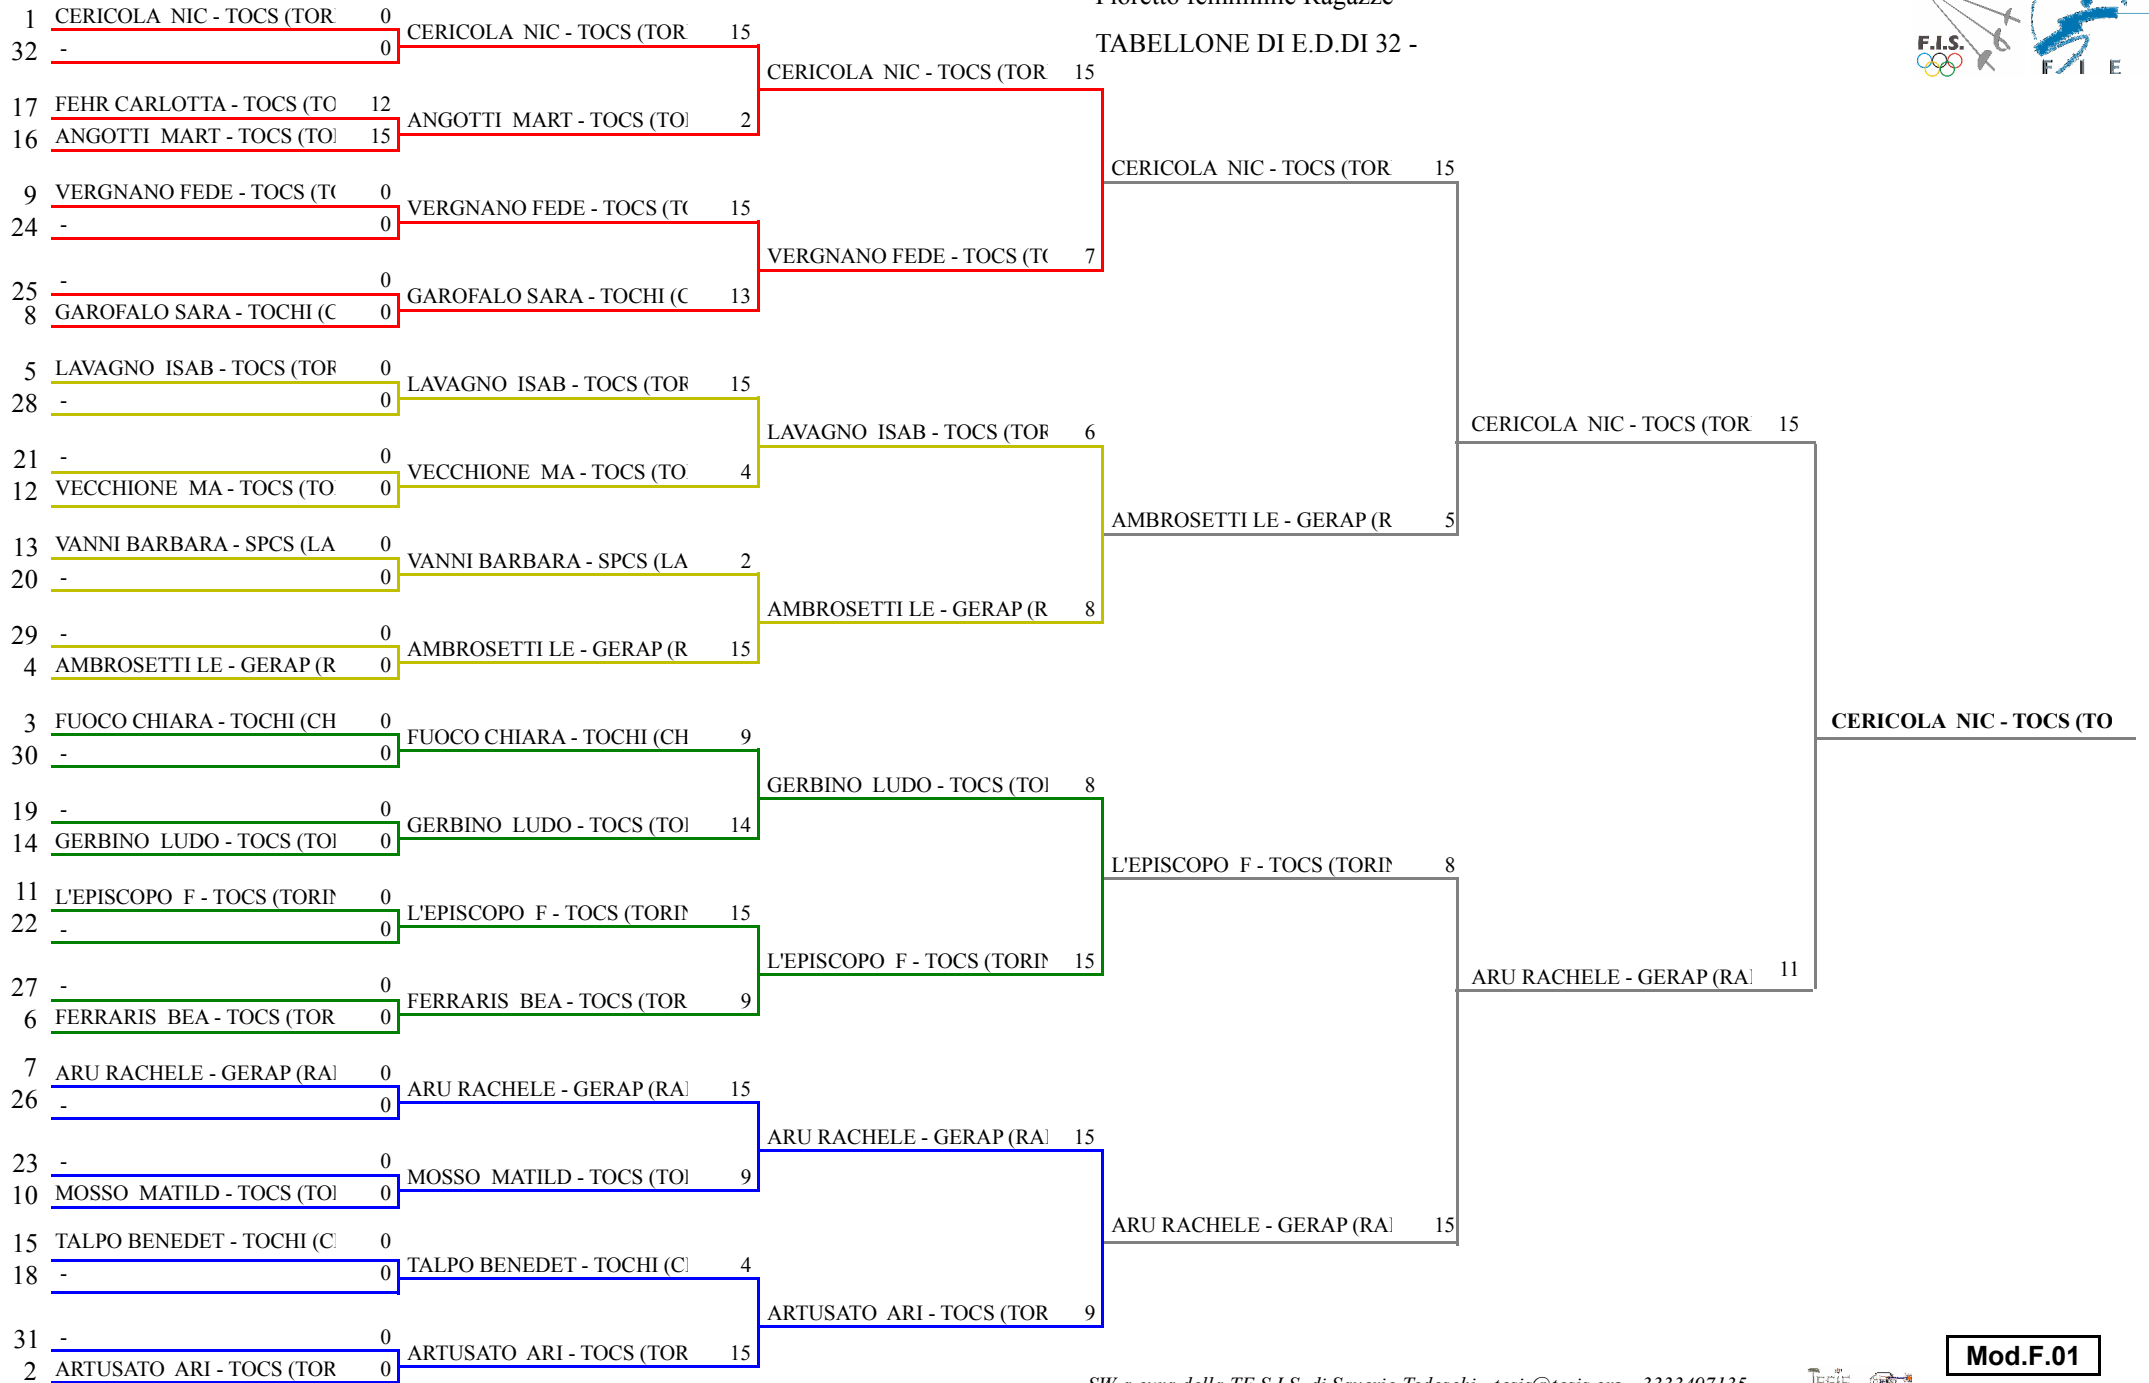 TABELLONE DI E.D.DI 32 -
F.I.S.
F I E
1 CERICOLA NIC - TOCS (TOR 0
32 - 0
17 FEHR CARLOTTA - TOCS (TO 12
16 ANGOTTI MART - TOCS (TO 15
9 VERGNANO FEDE - TOCS (T 0
24 - 0
25 - 0
8 GAROFALO SARA - TOCHI (C 0
5 LAVAGNO ISAB - TOCS (TOR 0
28 - 0
21 - 0
12 VECCHIONE MA - TOCS (TO 0
13 VANNI BARBARA - SPCS (LA 0
20 - 0
29 - 0
4 AMBROSETTI LE - GERAP (R 0
3 FUOCO CHIARA - TOCHI (CH 0
30 - 0
19 - 0
14 GERBINO LUDO - TOCS (TO 0
11 L'EPISCOPO F - TOCS (TORIN 0
22 - 0
27 - 0
6 FERRARIS BEA - TOCS (TOR 0
7 ARU RACHELE - GERAP (RA 0
26 - 0
23 - 0
10 MOSSO MATILD - TOCS (TO 0
15 TALPO BENEDET - TOCHI (C 0
18 - 0
31 - 0
2 ARTUSATO ARI - TOCS (TOR 0
CERICOLA NIC - TOCS (TOR 15
ANGOTTI MART - TOCS (TO 2
VERGNANO FEDE - TOCS (T 15
GAROFALO SARA - TOCHI (C 13
LAVAGNO ISAB - TOCS (TOR 15
VECCHIONE MA - TOCS (TO 4
VANNI BARBARA - SPCS (LA 2
AMBROSETTI LE - GERAP (R 15
FUOCO CHIARA - TOCHI (CH 9
GERBINO LUDO - TOCS (TO 14
L'EPISCOPO F - TOCS (TORIN 15
FERRARIS BEA - TOCS (TOR 9
ARU RACHELE - GERAP (RA 15
MOSSO MATILD - TOCS (TO 9
TALPO BENEDET - TOCHI (C 4
ARTUSATO ARI - TOCS (TOR 15
CERICOLA NIC - TOCS (TOR 15
VERGNANO FEDE - TOCS (T 7
LAVAGNO ISAB - TOCS (TOR 6
AMBROSETTI LE - GERAP (R 8
GERBINO LUDO - TOCS (TO 8
L'EPISCOPO F - TOCS (TORIN 15
ARU RACHELE - GERAP (RA 15
ARTUSATO ARI - TOCS (TOR 9
CERICOLA NIC - TOCS (TOR 15
AMBROSETTI LE - GERAP (R 5
L'EPISCOPO F - TOCS (TORIN 8
ARU RACHELE - GERAP (RA 15
CERICOLA NIC - TOCS (TOR 15
ARU RACHELE - GERAP (RA 11
CERICOLA NIC - TOCS (TO
Mod.F.01